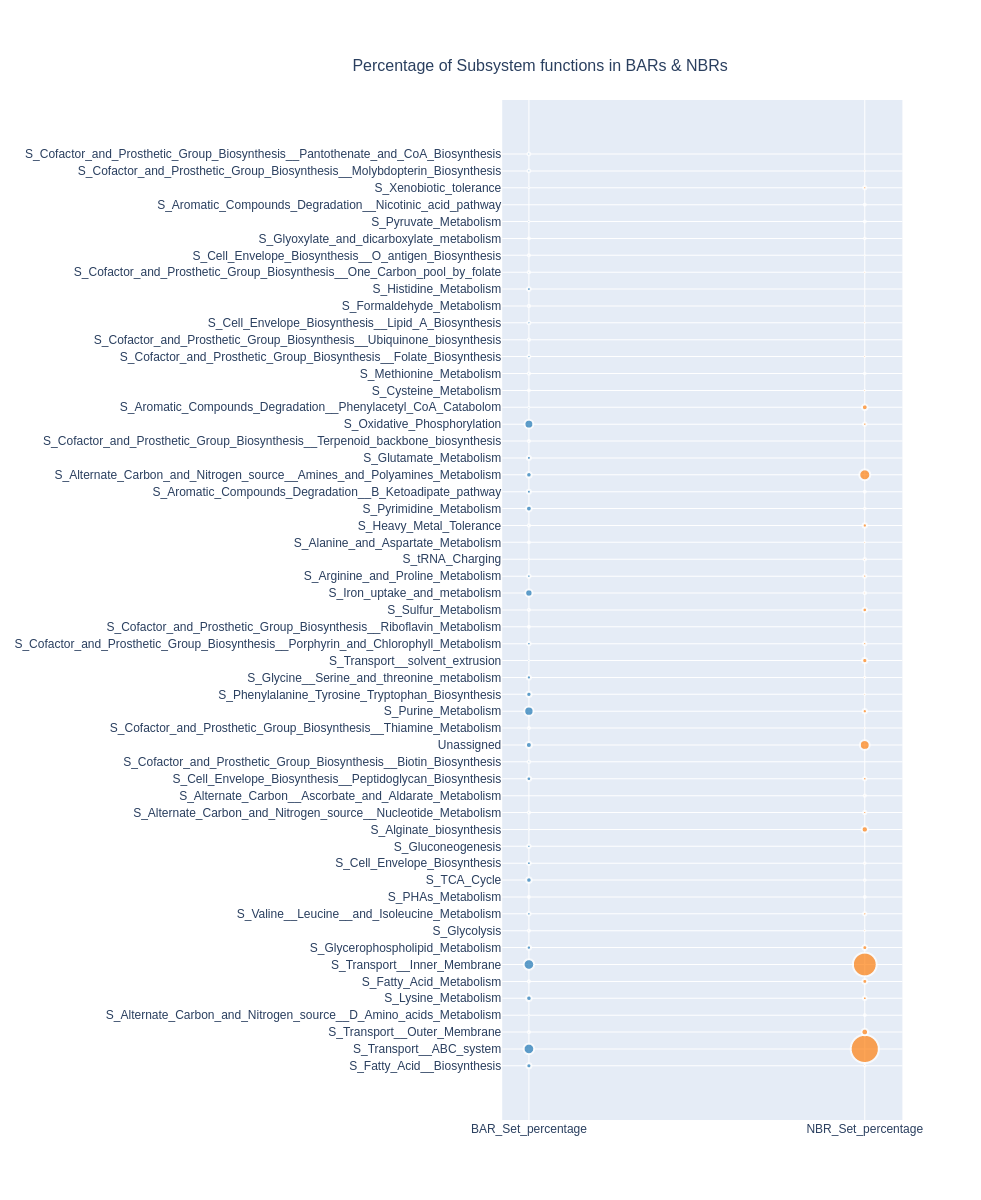 Percentage of Subsystem functions in BARs & NBRs
S_Cofactor_and_Prosthetic_Group_Biosynthesis__Pantothenate_and_CoA_Biosynthesis
S_Cofactor_and_Prosthetic_Group_Biosynthesis__Molybdopterin_Biosynthesis
S_Xenobiotic_tolerance
S_Aromatic_Compounds_Degradation__Nicotinic_acid_pathway
S_Pyruvate_Metabolism
S_Glyoxylate_and_dicarboxylate_metabolism
S_Cell_Envelope_Biosynthesis__O_antigen_Biosynthesis
S_Cofactor_and_Prosthetic_Group_Biosynthesis__One_Carbon_pool_by_folate
S_Histidine_Metabolism
S_Formaldehyde_Metabolism
S_Cell_Envelope_Biosynthesis__Lipid_A_Biosynthesis
S_Cofactor_and_Prosthetic_Group_Biosynthesis__Ubiquinone_biosynthesis
S_Cofactor_and_Prosthetic_Group_Biosynthesis__Folate_Biosynthesis
S_Methionine_Metabolism
S_Cysteine_Metabolism
S_Aromatic_Compounds_Degradation__Phenylacetyl_CoA_Catabolom
S_Oxidative_Phosphorylation
S_Cofactor_and_Prosthetic_Group_Biosynthesis__Terpenoid_backbone_biosynthesis
S_Glutamate_Metabolism
S_Alternate_Carbon_and_Nitrogen_source__Amines_and_Polyamines_Metabolism
S_Aromatic_Compounds_Degradation__B_Ketoadipate_pathway
S_Pyrimidine_Metabolism
S_Heavy_Metal_Tolerance
S_Alanine_and_Aspartate_Metabolism
S_tRNA_Charging
S_Arginine_and_Proline_Metabolism
S_Iron_uptake_and_metabolism
S_Sulfur_Metabolism
S_Cofactor_and_Prosthetic_Group_Biosynthesis__Riboflavin_Metabolism
S_Cofactor_and_Prosthetic_Group_Biosynthesis__Porphyrin_and_Chlorophyll_Metabolism
S_Transport__solvent_extrusion
S_Glycine__Serine_and_threonine_metabolism
S_Phenylalanine_Tyrosine_Tryptophan_Biosynthesis
S_Purine_Metabolism
S_Cofactor_and_Prosthetic_Group_Biosynthesis__Thiamine_Metabolism
Unassigned
S_Cofactor_and_Prosthetic_Group_Biosynthesis__Biotin_Biosynthesis
S_Cell_Envelope_Biosynthesis__Peptidoglycan_Biosynthesis
S_Alternate_Carbon__Ascorbate_and_Aldarate_Metabolism
S_Alternate_Carbon_and_Nitrogen_source__Nucleotide_Metabolism
S_Alginate_biosynthesis
S_Gluconeogenesis
S_Cell_Envelope_Biosynthesis
S_TCA_Cycle
S_PHAs_Metabolism
S_Valine__Leucine__and_Isoleucine_Metabolism
S_Glycolysis
S_Glycerophospholipid_Metabolism
S_Transport__Inner_Membrane
S_Fatty_Acid_Metabolism
S_Lysine_Metabolism
S_Alternate_Carbon_and_Nitrogen_source__D_Amino_acids_Metabolism
S_Transport__Outer_Membrane
S_Transport__ABC_system
S_Fatty_Acid__Biosynthesis
BAR_Set_percentage NBR_Set_percentage